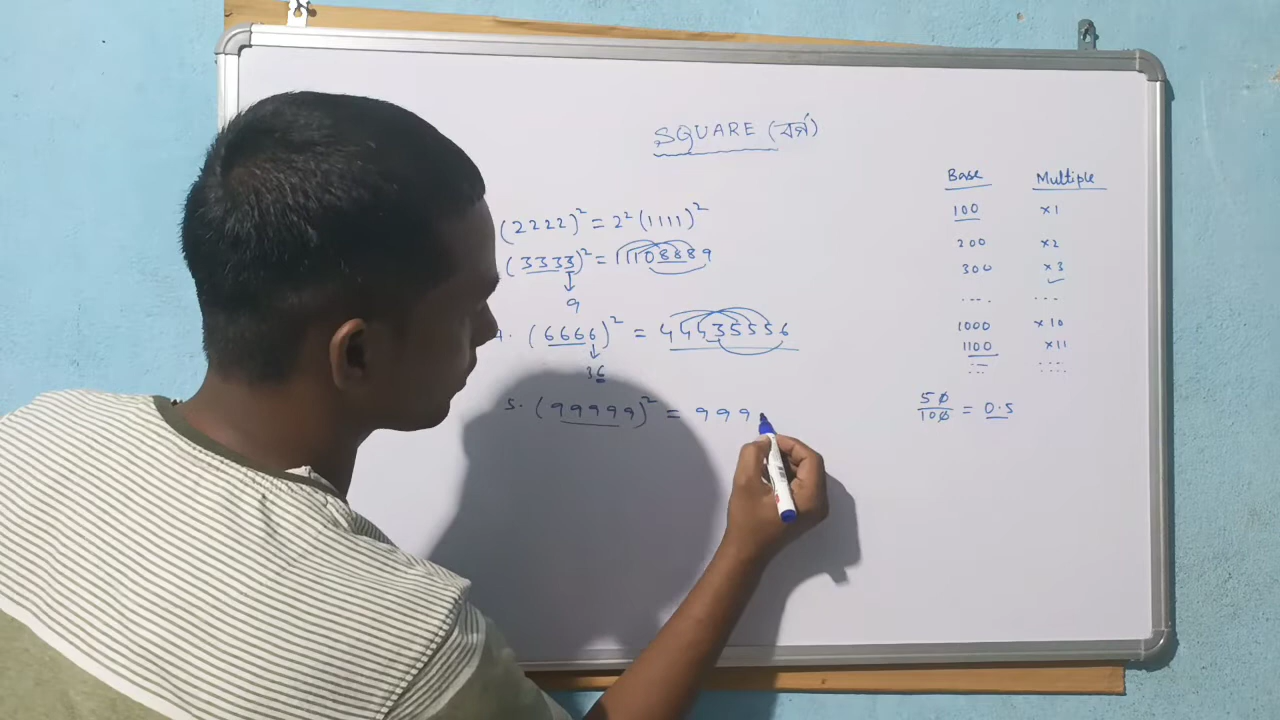 SQUARE (বর্গ)
(2222)² = 2² (1111)²
(3333)² = 11108889
9
4. (6666)² = 44435556
36
5. (99999)² = 999
Base Multiple
100 ×1
200 ×2
300 ×3
.... ...
1000 ×10
1100 ×11
... ....
50/100 = 0.5